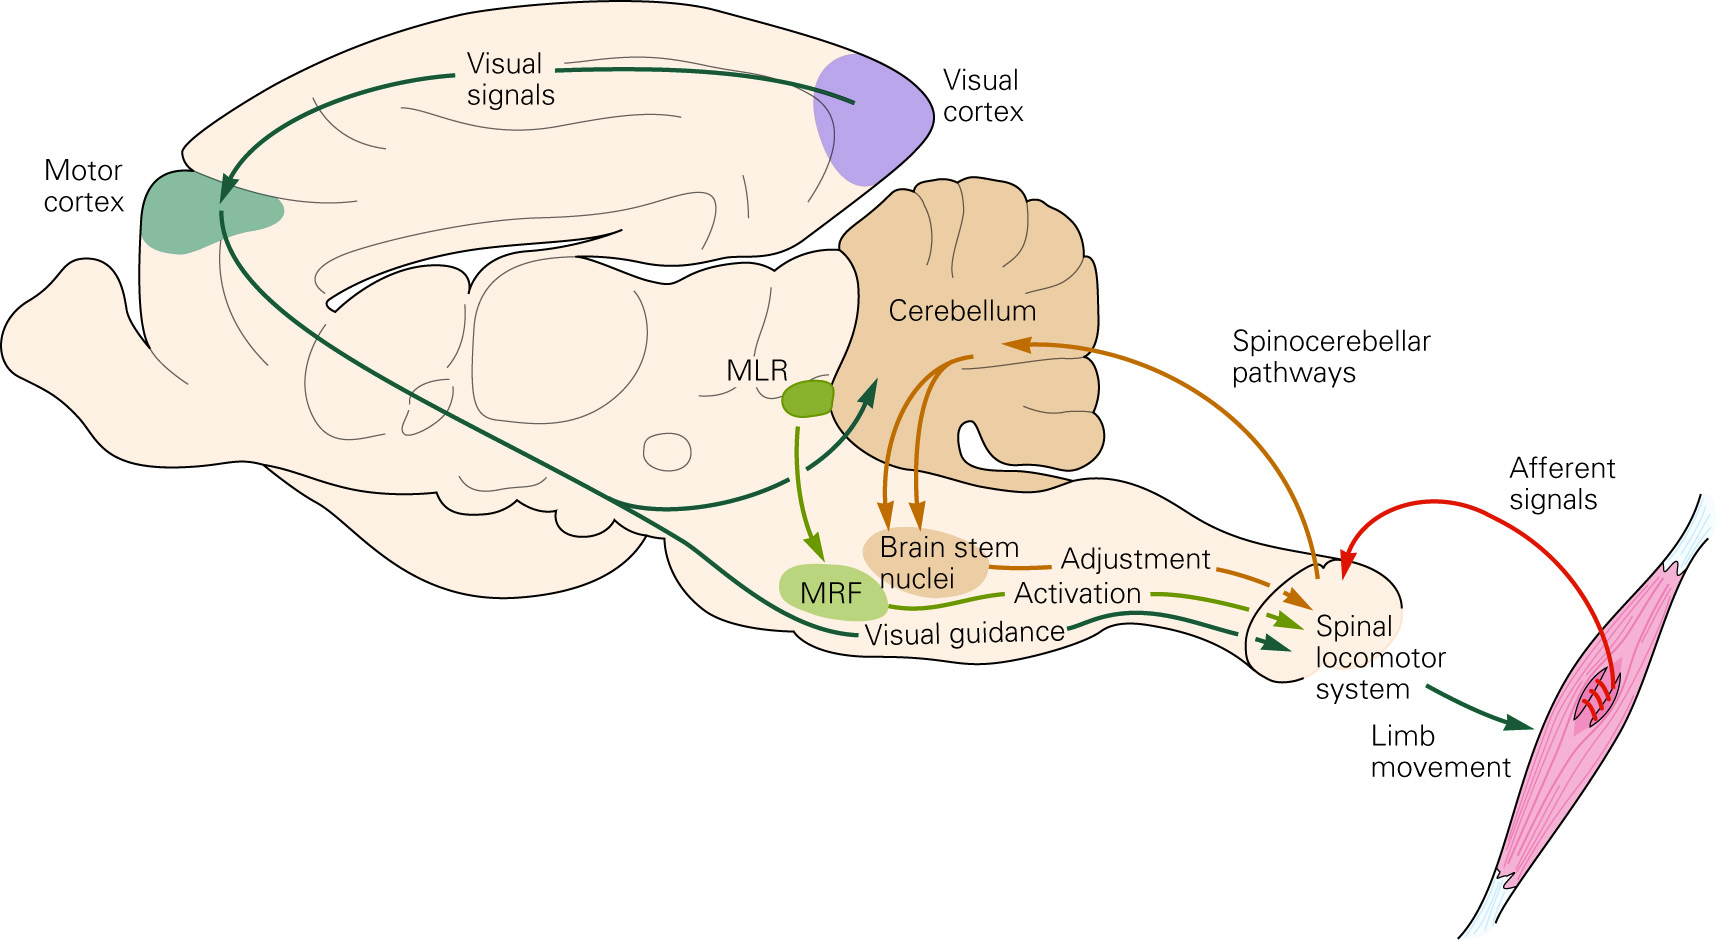 Visual
signals
Visual
cortex
Motor
cortex
Cerebellum
MLR
Spinocerebellar
pathways
Afferent
signals
Brain stem
nuclei
Adjustment
MRF
Activation
Visual guidance
Spinal
locomotor
system
Limb
movement